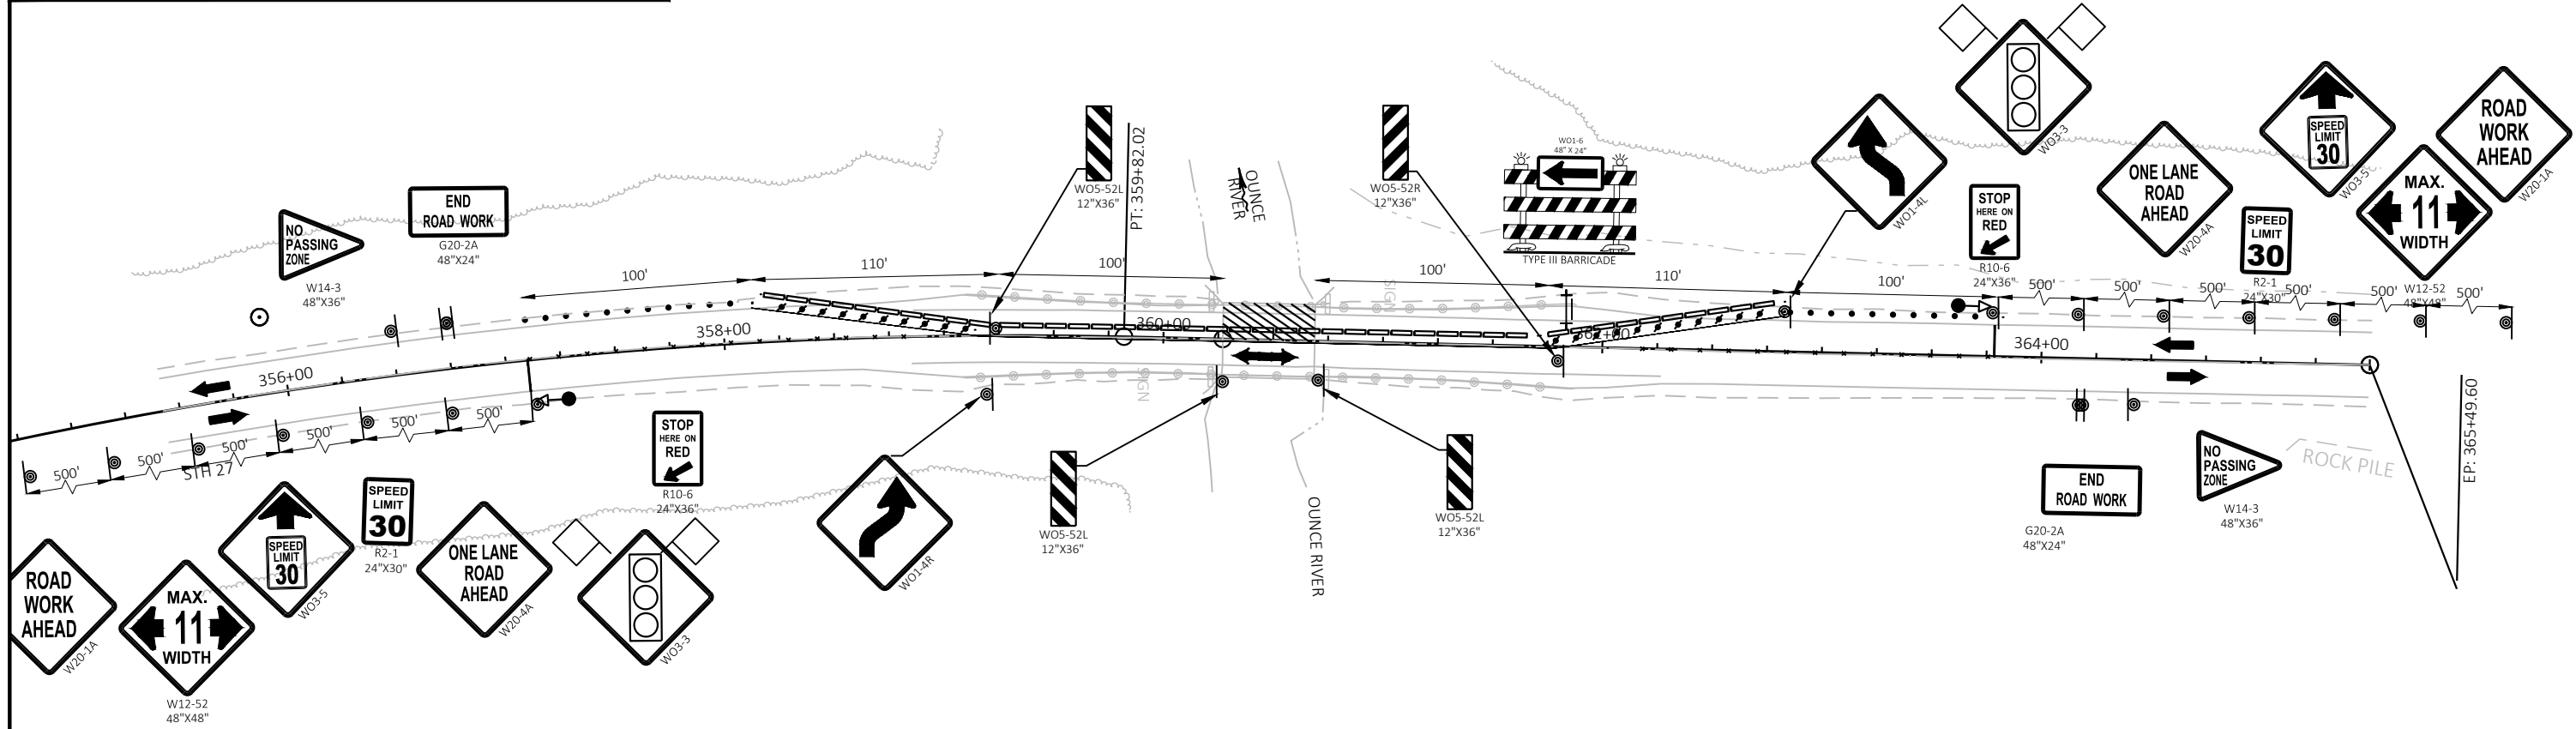 ROAD
WORK
AHEAD
W20-1A
MAX.
11
WIDTH
W12-52
48"X48"
SPEED
LIMIT
30
WO3-5
SPEED
LIMIT
30
R2-1
24"X30"
ONE LANE
ROAD
AHEAD
W20-4A
WO3-3
STOP
HERE ON
RED
R10-6
24"X36"
WO1-4R
WO5-52L
12"X36"
WO5-52L
12"X36"
NO
PASSING
ZONE
W14-3
48"X36"
END
ROAD WORK
G20-2A
48"X24"
WO5-52L
12"X36"
PT: 359+82.02
OUNCE
RIVER
WO5-52R
12"X36"
WO1-6
48" X 24"
TYPE III BARRICADE
WO1-4L
WO3-3
STOP
HERE ON
RED
R10-6
24"X36"
ONE LANE
ROAD
AHEAD
W20-4A
SPEED
LIMIT
30
R2-1
24"X30"
SPEED
LIMIT
30
WO3-5
MAX.
11
WIDTH
W12-52
48"X48"
ROAD
WORK
AHEAD
W20-1A
100'
110'
100'
100'
110'
100'
500'
500'
500'
500'
500'
500'
356+00
358+00
360+00
364+00
SIGN
SIGN
500'
500'
500'
500'
500'
500'
STH 27
OUNCE RIVER
END
ROAD WORK
G20-2A
48"X24"
NO
PASSING
ZONE
W14-3
48"X36"
ROCK PILE
EP: 365+49.60